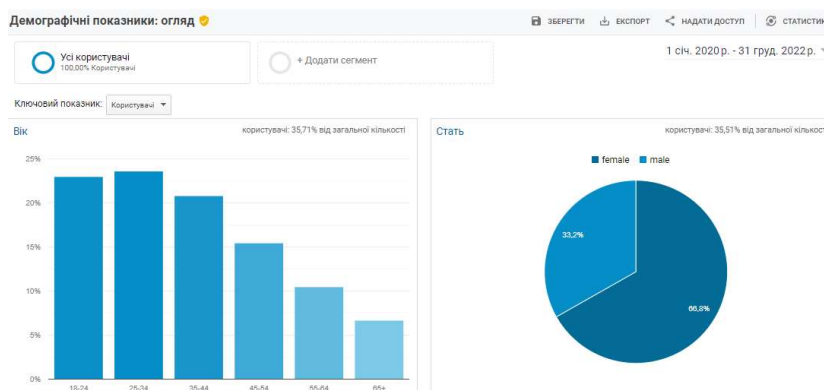 Демографічні показники: огляд
ЗБЕРЕГТИ ЕКСПОРТ НАДАТИ ДОСТУП СТАТИСТИК
Усі користувачі
100,00% Користувачі
+ Додати сегмент
1 січ. 2020 р. - 31 груд. 2022 р.
Ключовий показник: Користувачі
Вік
користувачі: 35,71% від загальної кількості
25%
20%
15%
10%
5%
0%
18-24 25-34 35-44 45-54 55-64 65+
Стать
користувачі: 35,51% від загальної кількост
female male
33,2%
66,8%